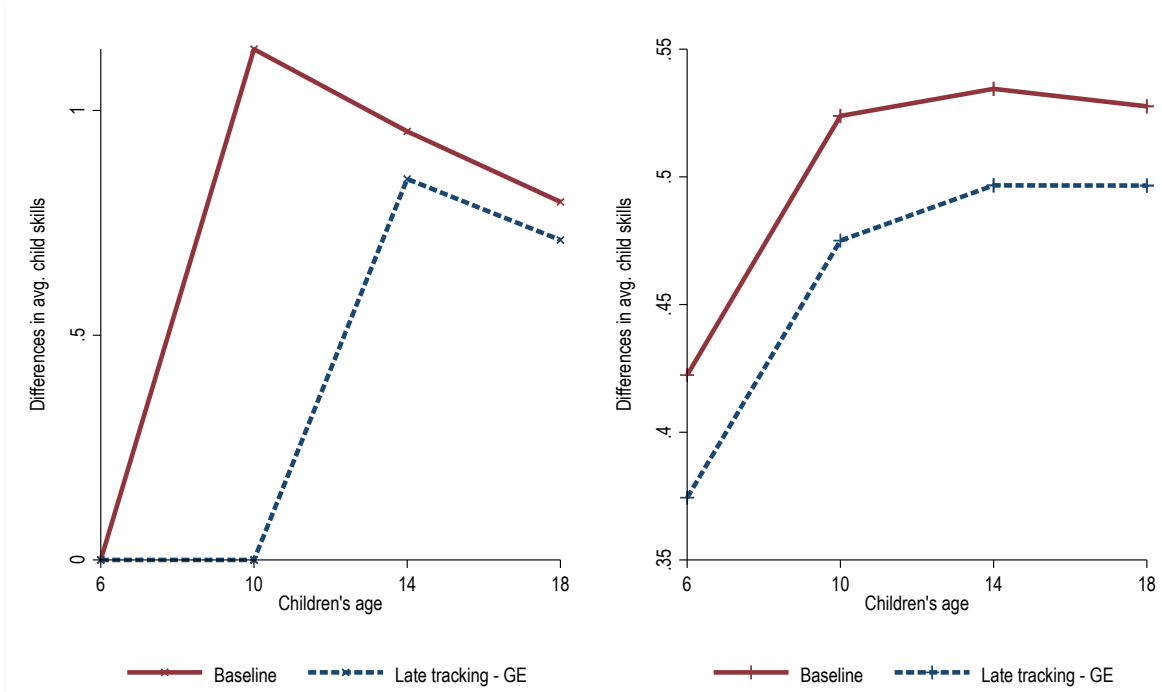 Differences in avg. child skills
1
.5
0
6 10 14 18
Children's age
Baseline Late tracking - GE
Differences in avg. child skills
.55
.5
.45
.4
.35
6 10 14 18
Children's age
Baseline Late tracking - GE